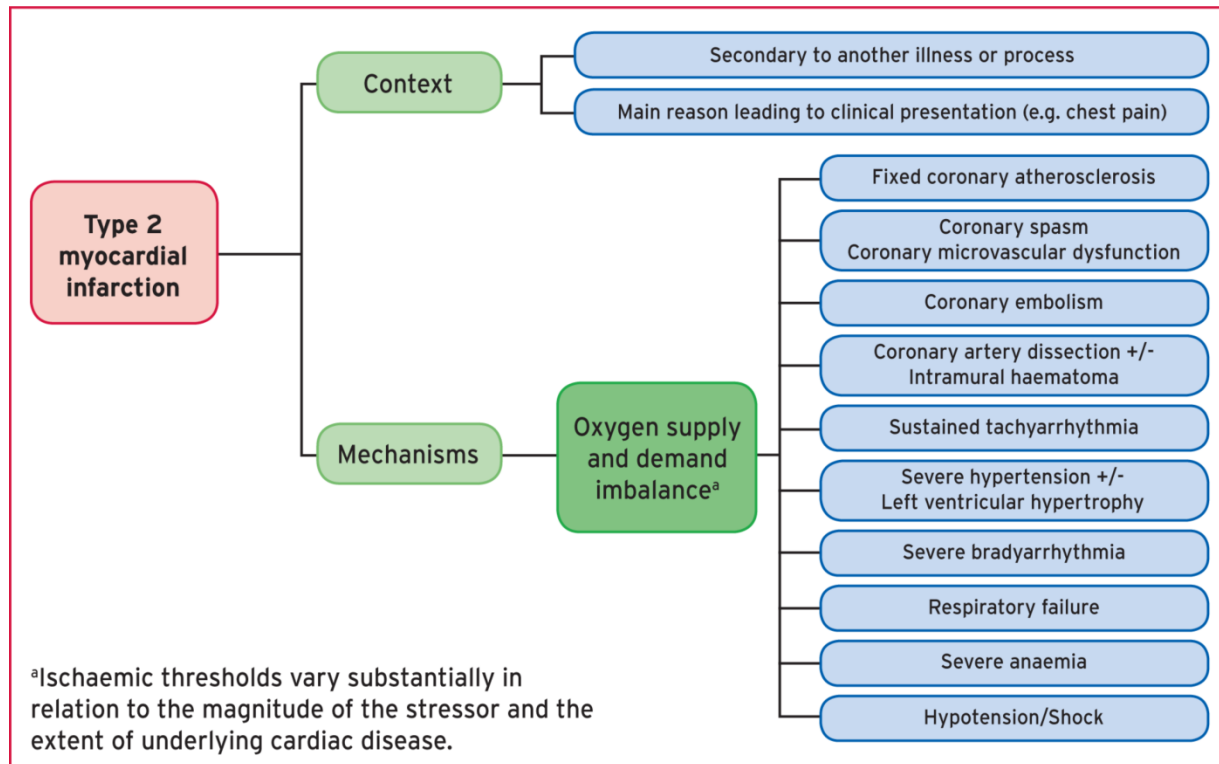 Context
Secondary to another illness or process
Main reason leading to clinical presentation (e.g. chest pain)
Type 2
myocardial
infarction
Mechanisms
Oxygen supply
and demand
imbalanceᵃ
Fixed coronary atherosclerosis
Coronary spasm
Coronary microvascular dysfunction
Coronary embolism
Coronary artery dissection +/-
Intramural haematoma
Sustained tachyarrhythmia
Severe hypertension +/-
Left ventricular hypertrophy
Severe bradyarrhythmia
Respiratory failure
Severe anaemia
Hypotension/Shock
ᵃIschaemic thresholds vary substantially in
relation to the magnitude of the stressor and the
extent of underlying cardiac disease.